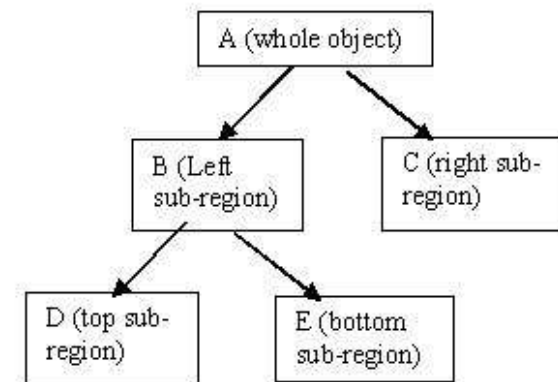 A (whole object)
B (Left
sub-region)
C (right sub-
region)
D (top sub-
region)
E (bottom
sub-region)